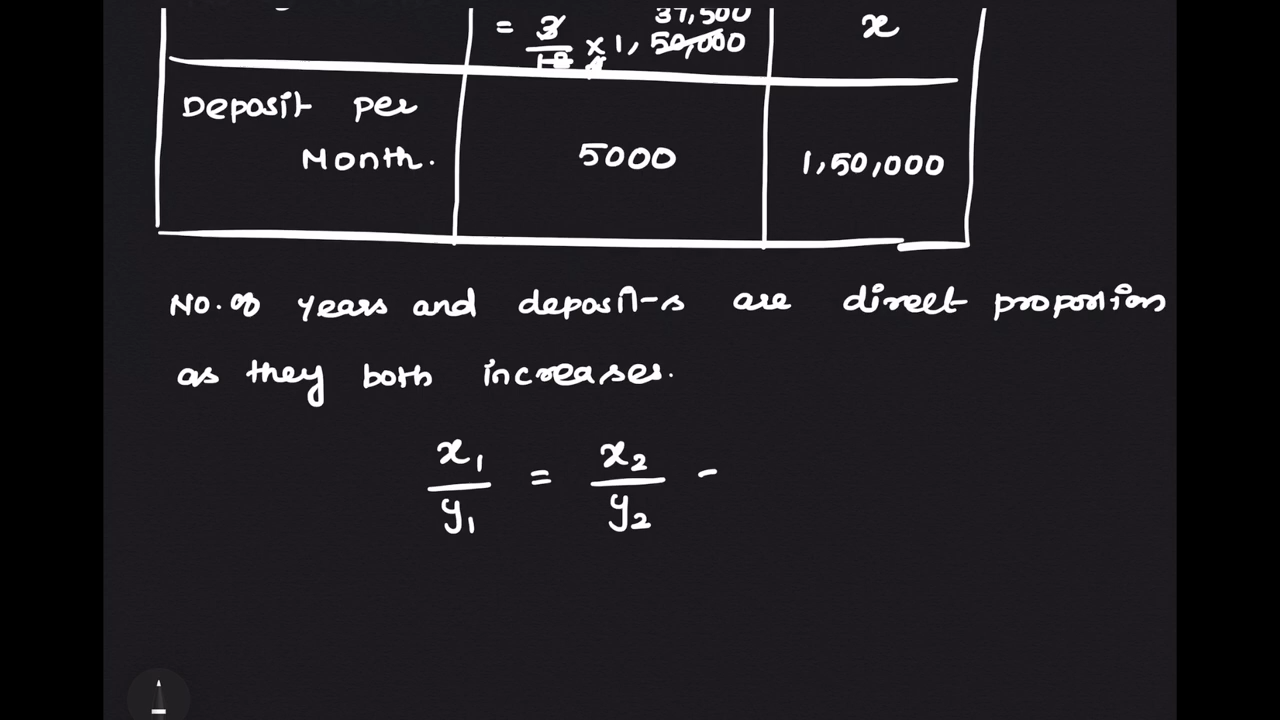 37,500
= 3/12 × 1,50,000
x
Deposit per
Month.
5000
1,50,000
No. of years and deposits are direct proportion
as they both increases.
x₁/y₁ = x₂/y₂ -